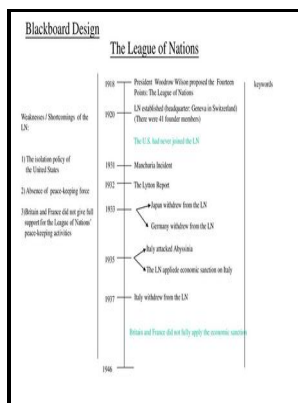 Blackboard Design
The League of Nations
Weaknesses / Shortcomings of the
LN:
1) The isolation policy of
the United States
2) Absence of peace-keeping force
3)Britain and France did not give full
support for the League of Nations'
peace-keeping activities
1918
President Woodrow Wilson proposed the Fourteen
Points: The League of Nations
1920
LN established (headquarter: Geneva in Switzerland)
(There were 41 founder members)
The U.S. had never joined the LN
1931
Manchuria Incident
1932
The Lytton Report
1933
Japan withdrew from the LN
Germany withdrew from the LN
1935
Italy attacked Abyssinia
The LN appliede economic sanction on Italy
1937
Italy withdrew from the LN
Britain and France did not fully apply the economic sanction
1946
keywords